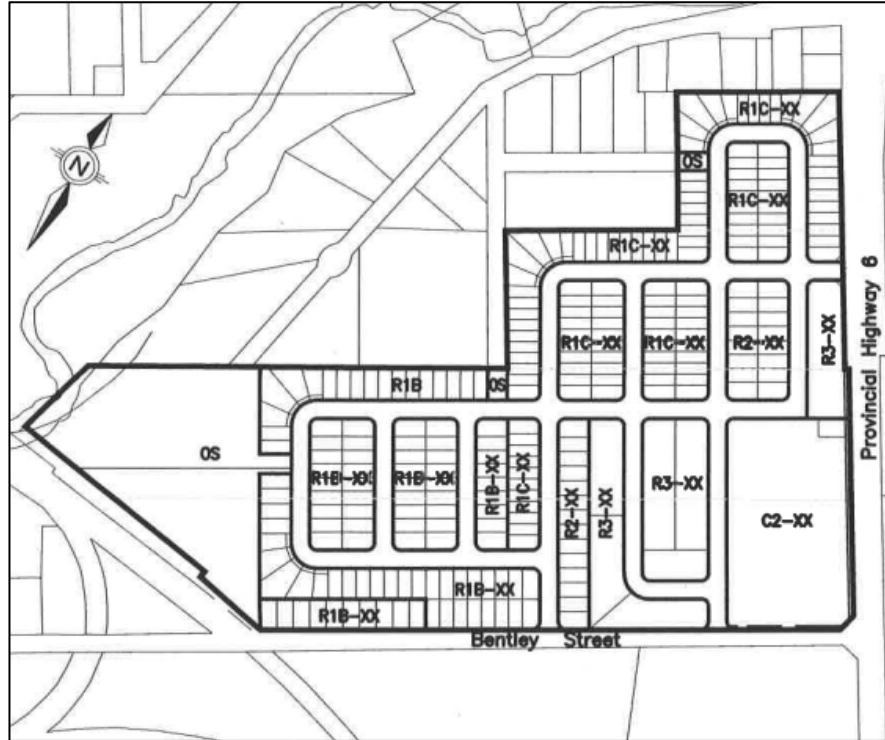 R1C-XX
OS
R1C-XX
R1C-XX
N
R1C-XX
R1C-XX
R2-XX
R3-XX
Provincial Highway 6
R1B
OS
OS
R1B-XX
R1B-XX
R1B-XX
R1C-XX
R2-XX
R3-XX
R3-XX
C2-XX
R1B-XX
R1B-XX
Bentley Street